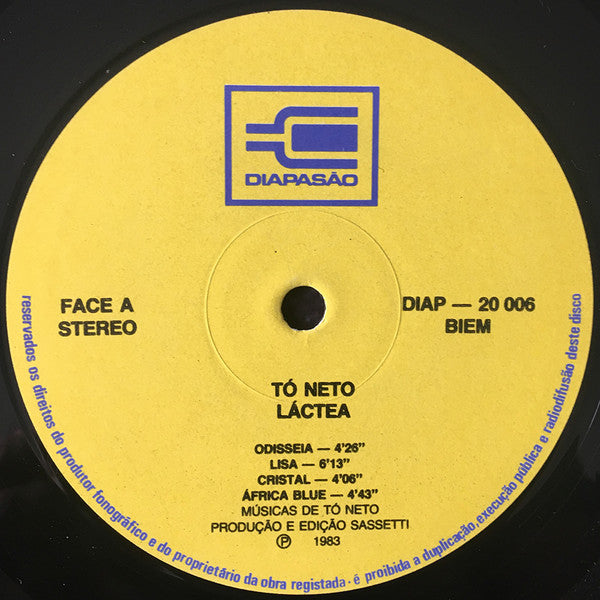 DIAPASÃO
FACE A
STEREO
DIAP — 20 006
BIEM
TÓ NETO
LÁCTEA
ODISSEIA — 4'26"
LISA — 6'13"
CRISTAL — 4'06"
ÁFRICA BLUE — 4'43"
MÚSICAS DE TÓ NETO
PRODUÇÃO E EDIÇÃO SASSETTI
℗ 1983
reservados os direitos do produtor fonográfico e do proprietário da obra registada · é proibida a duplicação, execução pública e radiodifusão deste disco